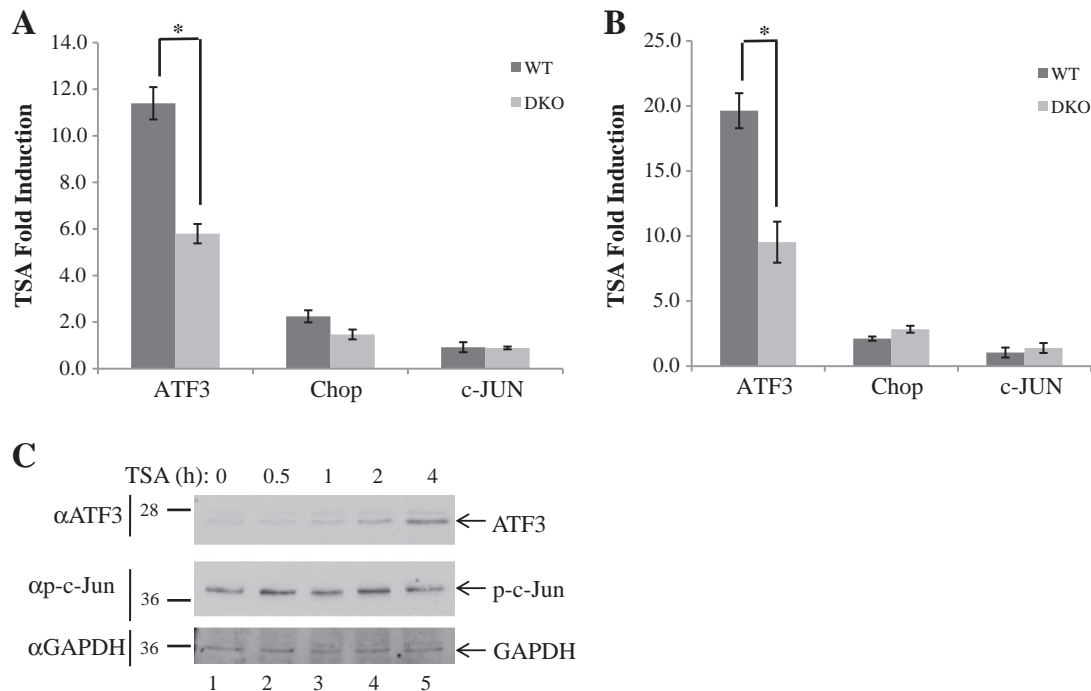 A
TSA Fold Induction
14.0
12.0
10.0
8.0
6.0
4.0
2.0
0.0
*
WT
DKO
ATF3 Chop c-JUN
B
TSA Fold Induction
25.0
20.0
15.0
10.0
5.0
0.0
*
WT
DKO
ATF3 Chop c-JUN
C
TSA (h): 0 0.5 1 2 4
αATF3 28 ATF3
αp-c-Jun 36 p-c-Jun
αGAPDH 36 GAPDH
1 2 3 4 5